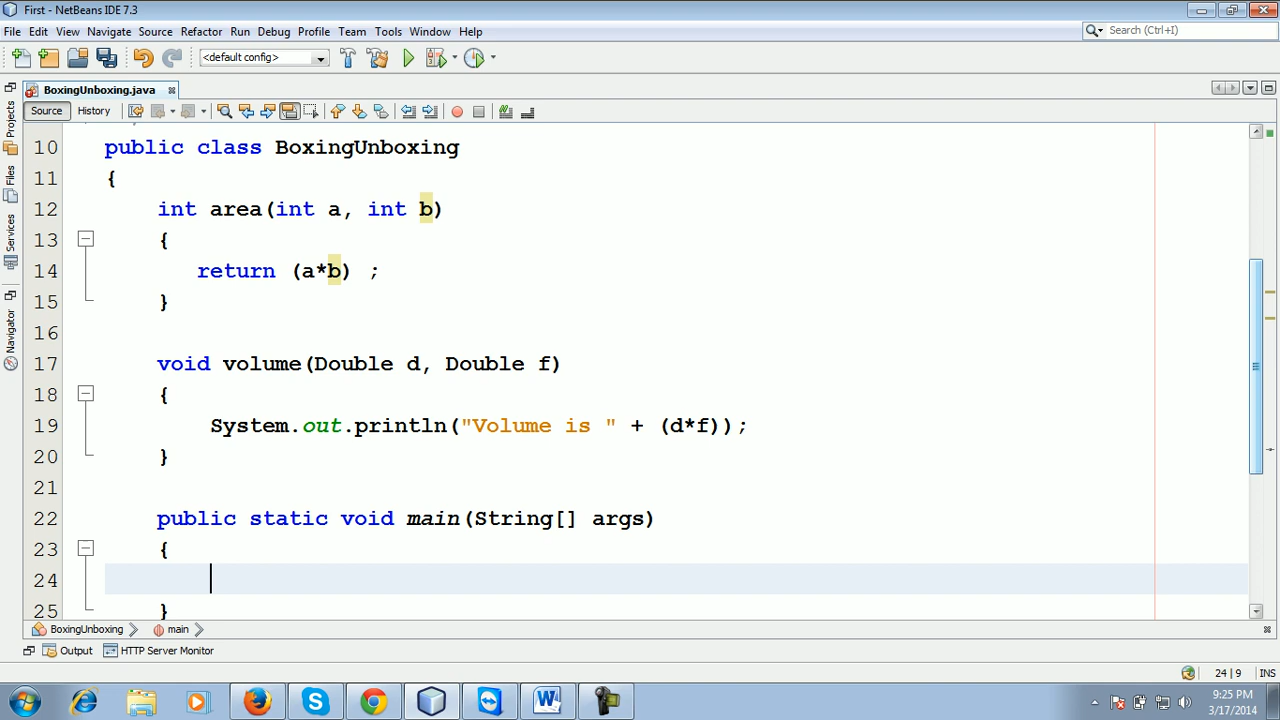 First - NetBeans IDE 7.3
File Edit View Navigate Source Refactor Run Debug Profile Team Tools Window Help
Search (Ctrl+I)
<default config>
BoxingUnboxing.java
Source History
Projects
Files
Services
Navigator
10 public class BoxingUnboxing
11 {
12 int area(int a, int b)
13 {
14 return (a*b) ;
15 }
16
17 void volume(Double d, Double f)
18 {
19 System.out.println("Volume is " + (d*f));
20 }
21
22 public static void main(String[] args)
23 {
24
25 }
BoxingUnboxing main
Output HTTP Server Monitor
24 | 9 INS
9:25 PM
3/17/2014